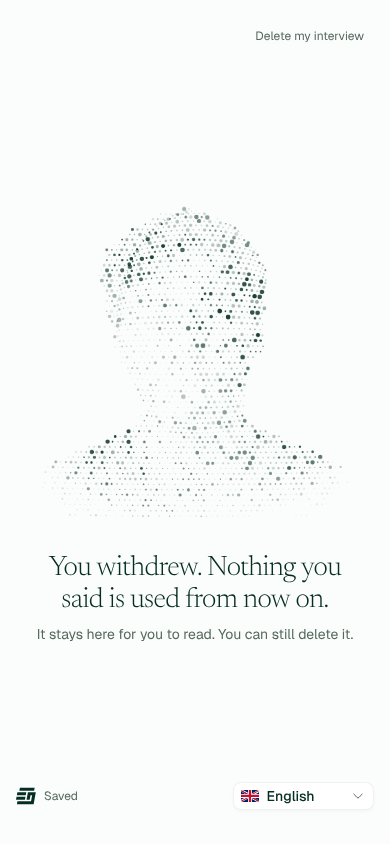 Delete my interview
You withdrew. Nothing you
said is used from now on.
It stays here for you to read. You can still delete it.
Saved
English